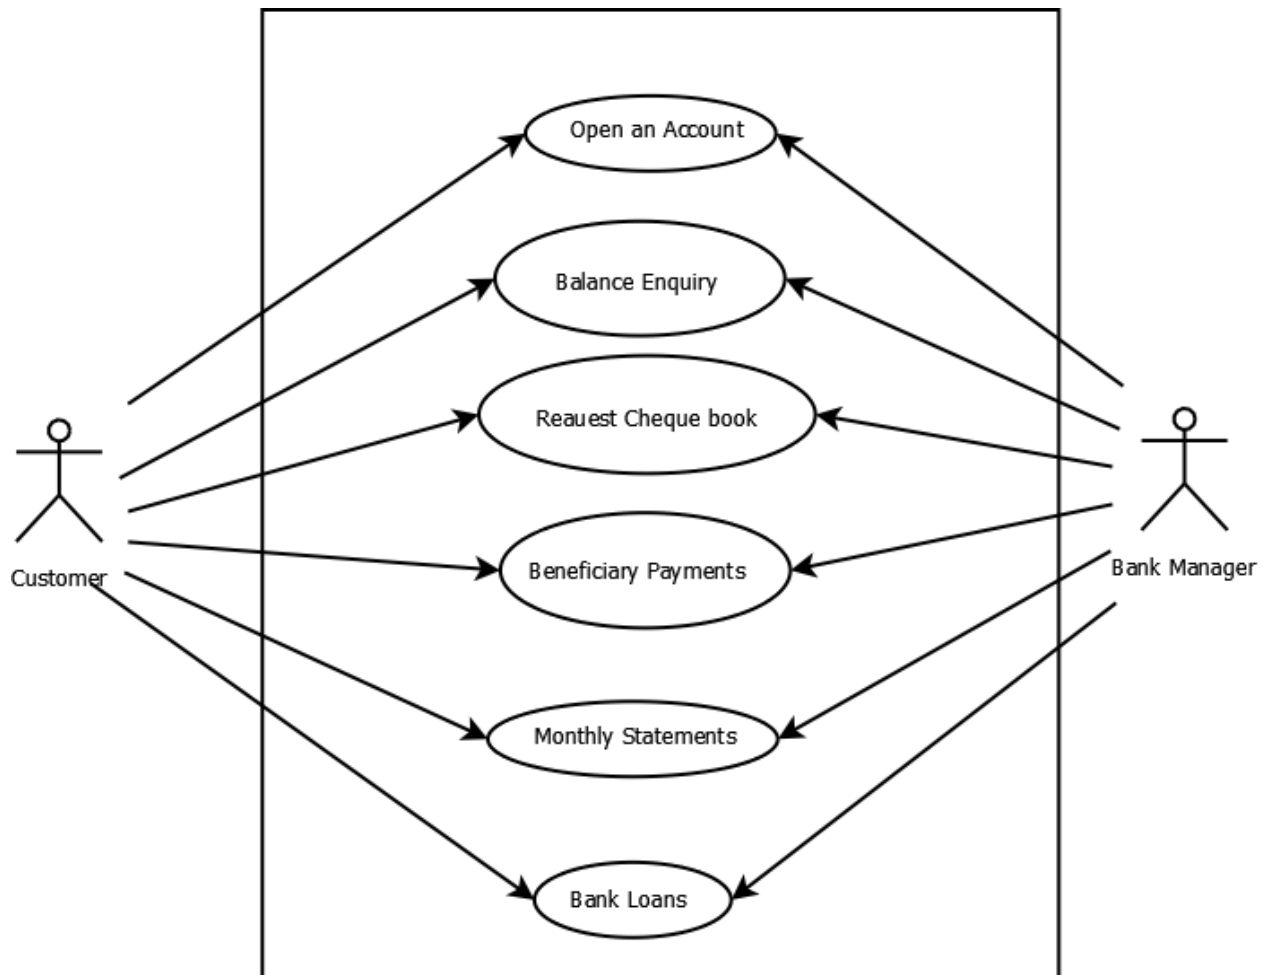 Open an Account
Balance Enquiry
Reauest Cheque book
Beneficiary Payments
Customer
Bank Manager
Monthly Statements
Bank Loans